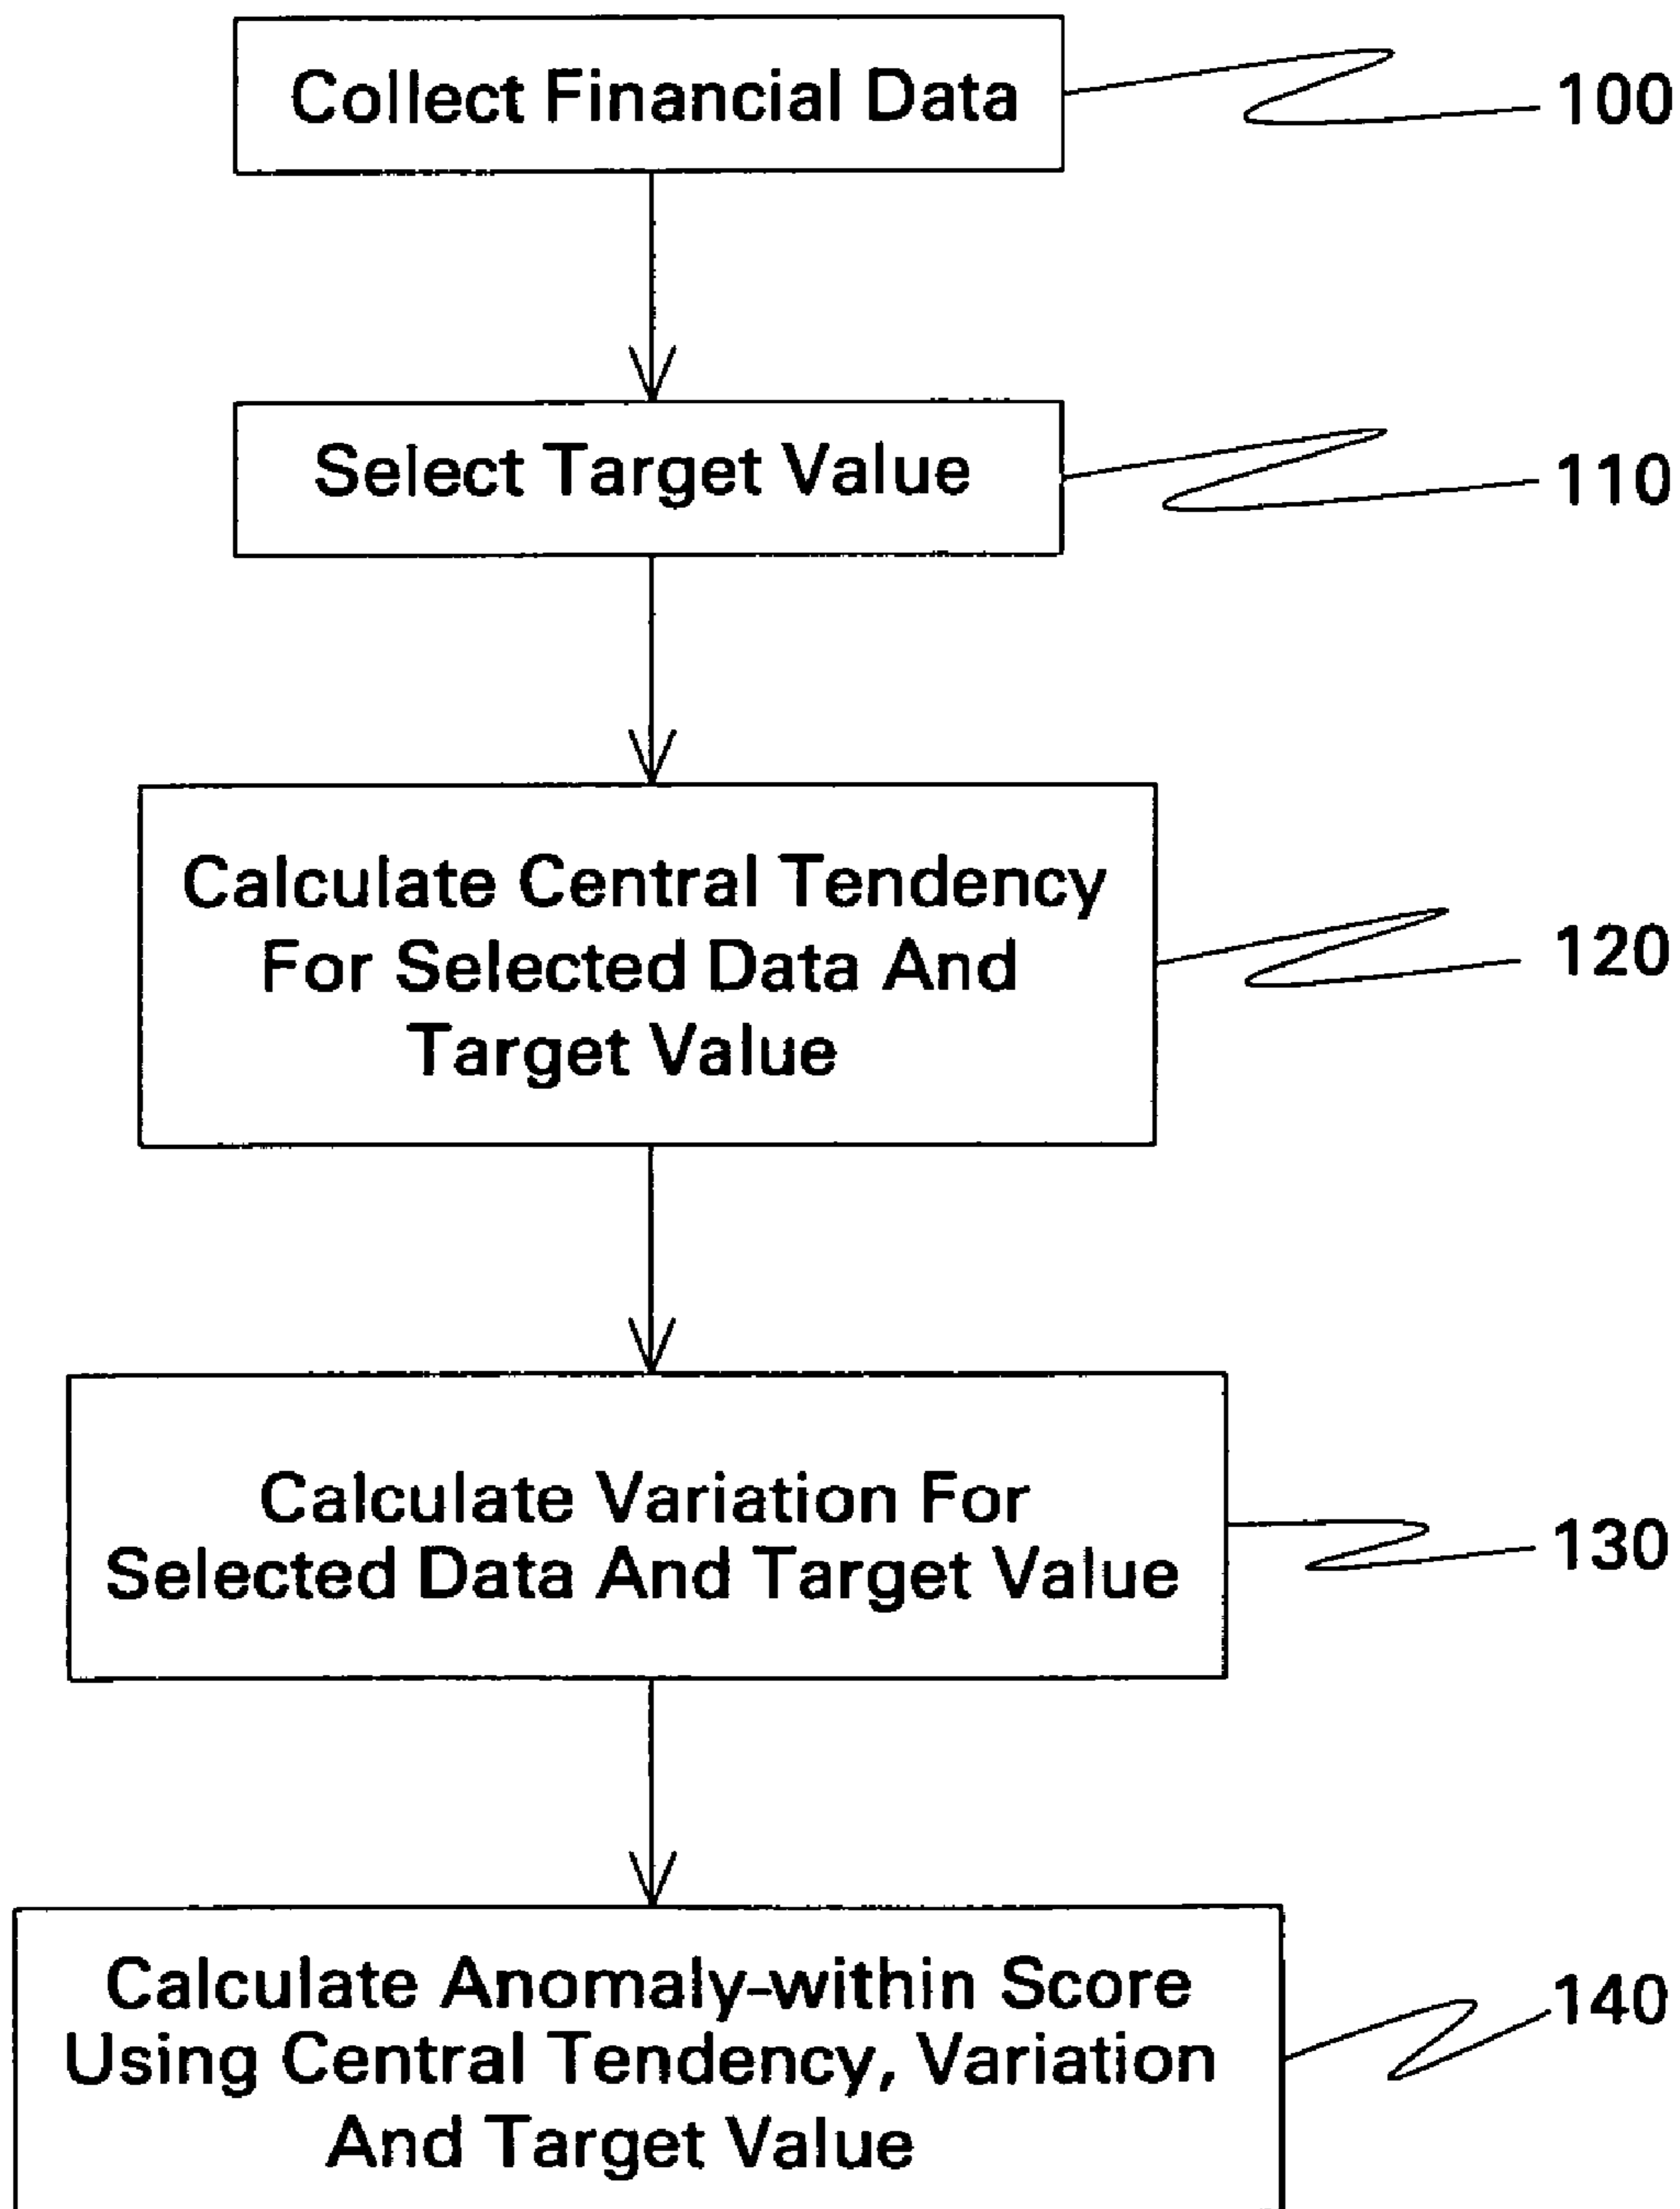 Collect Financial Data
100
Select Target Value
110
Calculate Central Tendency
For Selected Data And
Target Value
120
Calculate Variation For
Selected Data And Target Value
130
Calculate Anomaly-within Score
Using Central Tendency, Variation
And Target Value
140